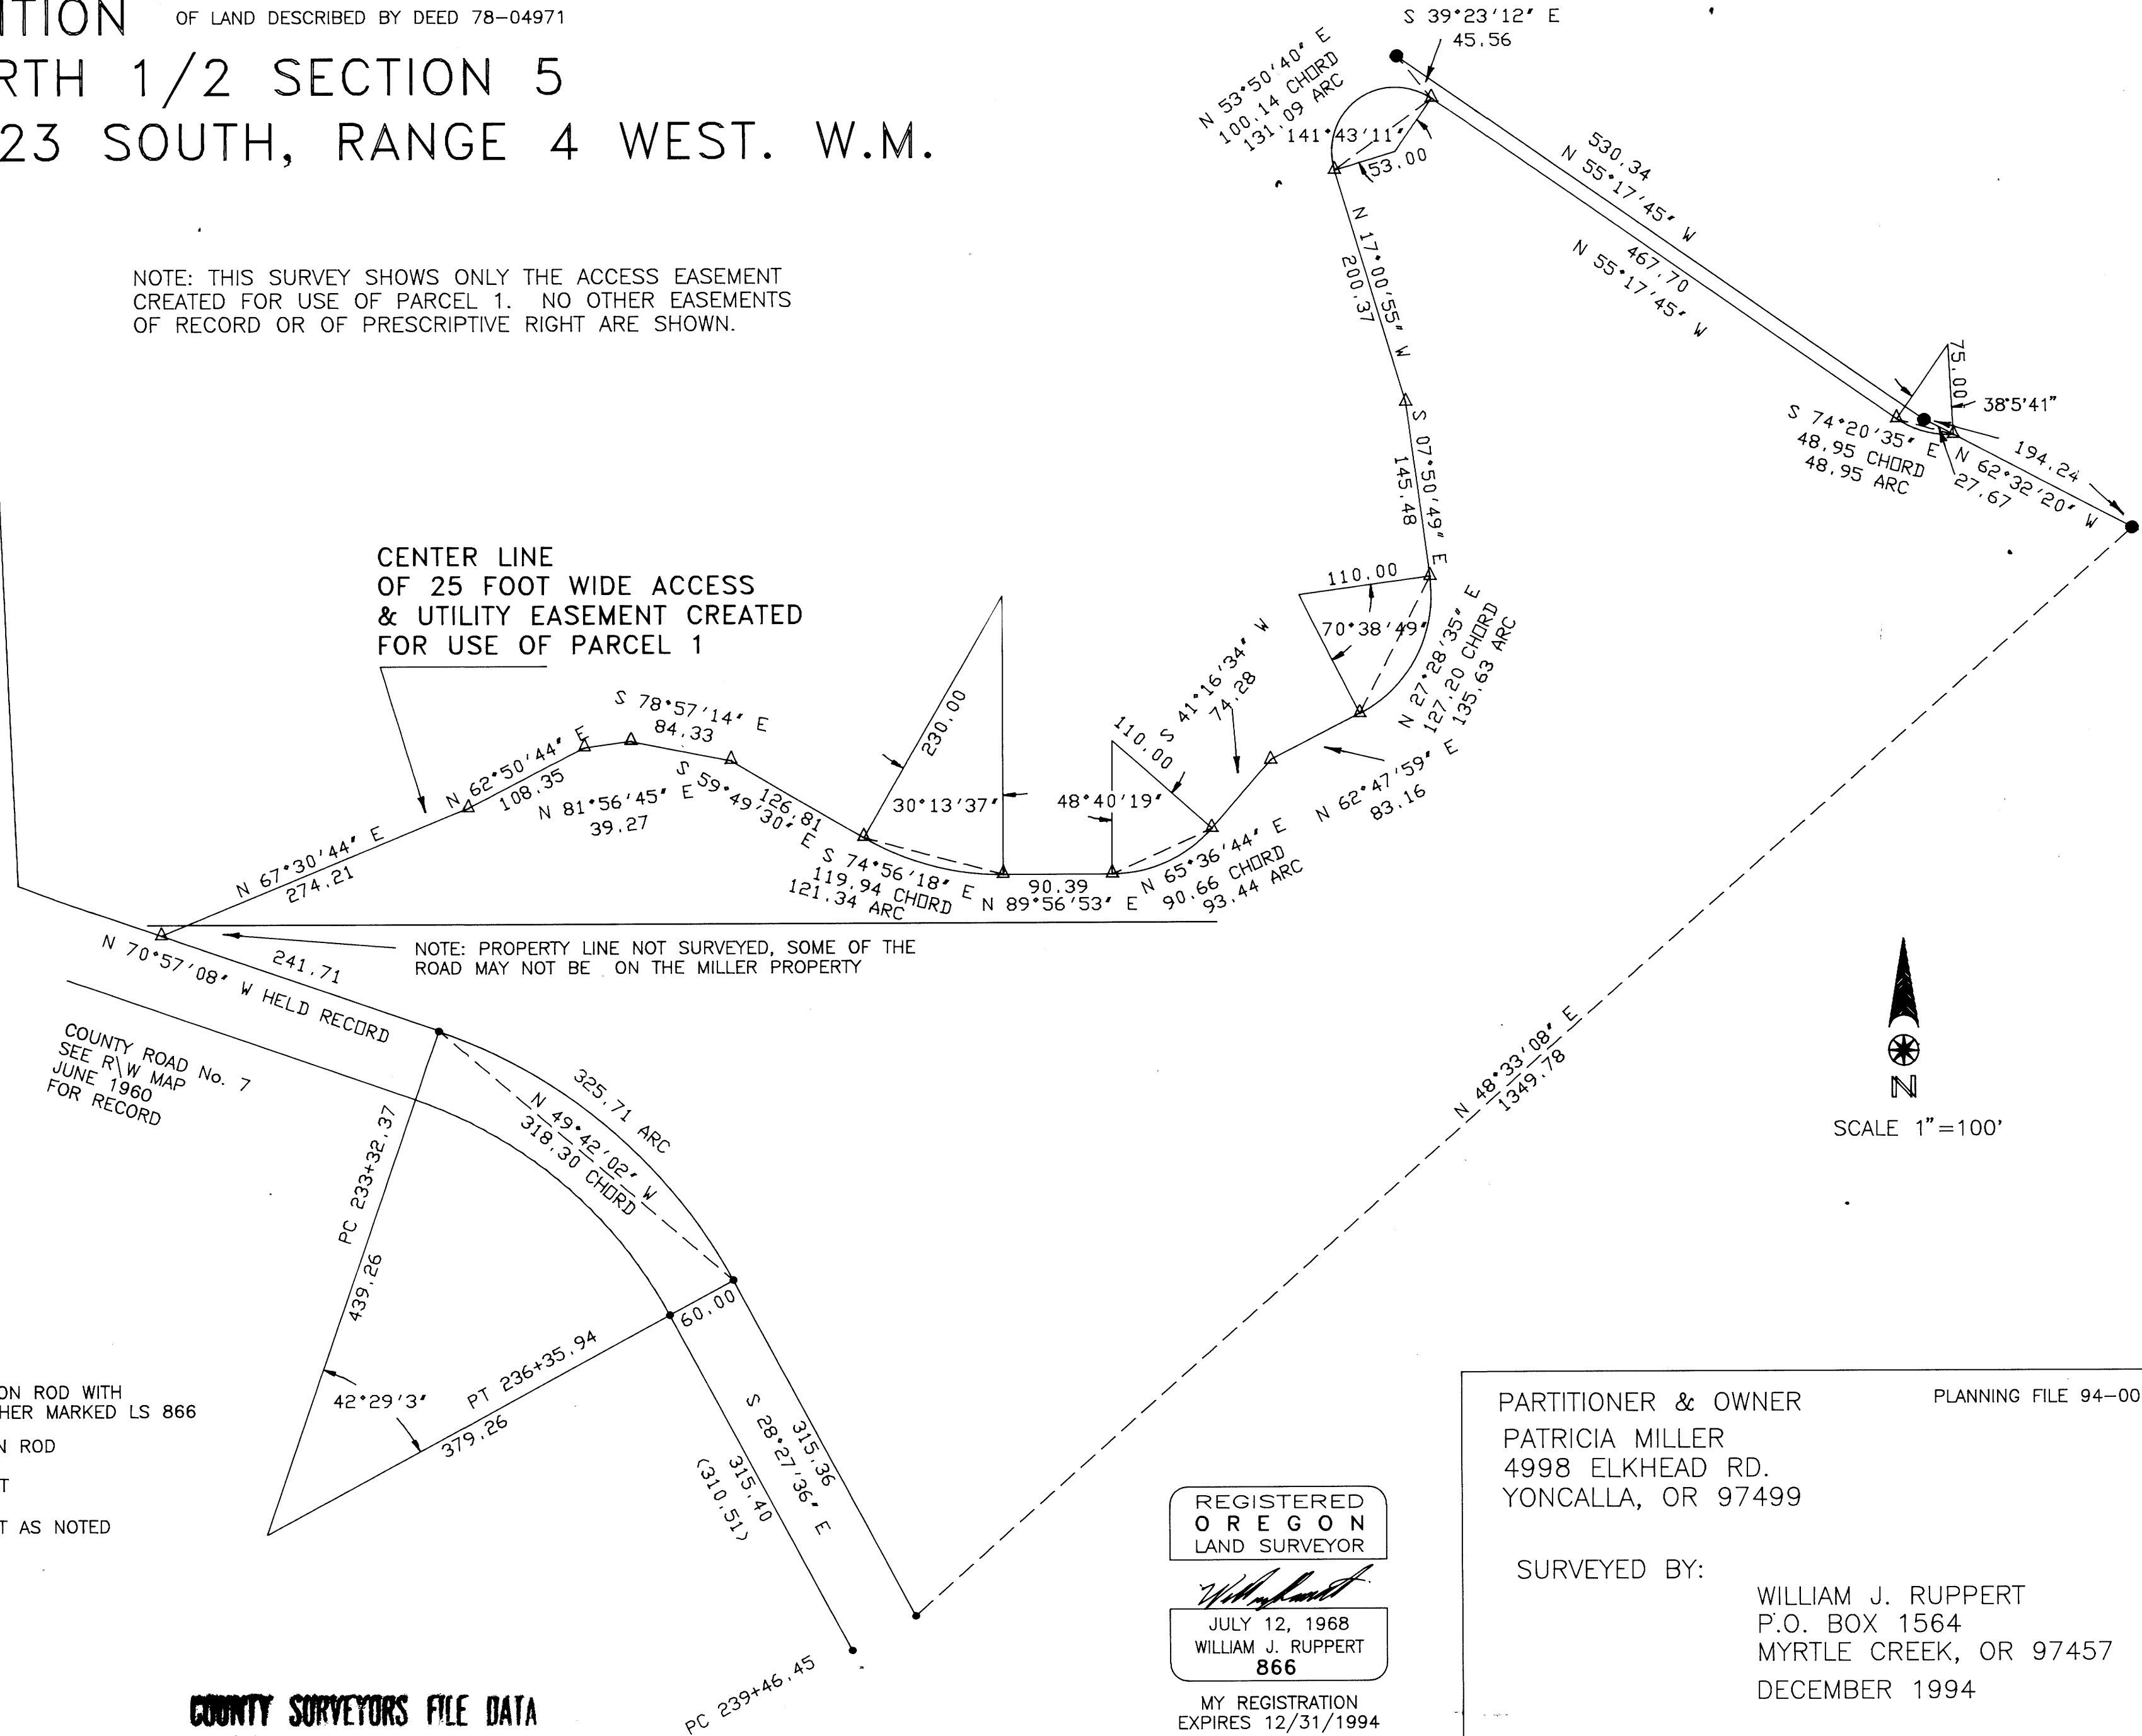 ITION OF LAND DESCRIBED BY DEED 78-04971
RTH 1/2 SECTION 5
23 SOUTH, RANGE 4 WEST. W.M.
NOTE: THIS SURVEY SHOWS ONLY THE ACCESS EASEMENT
CREATED FOR USE OF PARCEL 1. NO OTHER EASEMENTS
OF RECORD OR OF PRESCRIPTIVE RIGHT ARE SHOWN.
S 39°23'12" E
45.56
N 53°50'40" E
100.14 CHORD
131.09 ARC
141°43'11"
53.00
530.34
N 55°17'45" W
467.70
N 55°17'45" W
N 17°00'55" W
200.37
75.00
38°5'41"
S 74°20'35" E
48.95 CHORD
48.95 ARC
194.24
N 62°32'20" W
27.67
S 07°50'49" E
145.48
CENTER LINE
OF 25 FOOT WIDE ACCESS
& UTILITY EASEMENT CREATED
FOR USE OF PARCEL 1
110.00
70°38'49"
N 27°28'35" E
127.20 CHORD
135.63 ARC
S 41°16'34" W
74.28
110.00
230.00
S 78°57'14" E
84.33
N 62°50'44" E
108.35
N 81°56'45" E
39.27
126.81
S 59°49'30" E
30°13'37"
48°40'19"
N 62°47'59" E
83.16
N 67°30'44" E
274.21
S 74°56'18" E
119.94 CHORD
121.34 ARC
90.39
N 89°56'53" E
N 65°36'44" E
90.66 CHORD
93.44 ARC
NOTE: PROPERTY LINE NOT SURVEYED, SOME OF THE
ROAD MAY NOT BE ON THE MILLER PROPERTY
241.71
N 70°57'08" W HELD RECORD
COUNTY ROAD No. 7
SEE R\W MAP
JUNE 1960
FOR RECORD
325.71 ARC
N 49°42'02" W
318.30 CHORD
PC 233+32.37
439.26
60.00
PT 236+35.94
379.26
42°29'3"
315.36
S 28°27'36" E
315.40
(310.51)
PC 239+46.45
N 48°33'08" E
1349.78
N
SCALE 1"=100'
ON ROD WITH
HER MARKED LS 866
N ROD
T
T AS NOTED
REGISTERED
OREGON
LAND SURVEYOR
JULY 12, 1968
WILLIAM J. RUPPERT
866
MY REGISTRATION
EXPIRES 12/31/1994
PARTITIONER & OWNER
PLANNING FILE 94-00
PATRICIA MILLER
4998 ELKHEAD RD.
YONCALLA, OR 97499
SURVEYED BY:
WILLIAM J. RUPPERT
P.O. BOX 1564
MYRTLE CREEK, OR 97457
DECEMBER 1994
COUNTY SURVEYORS FILE DATA